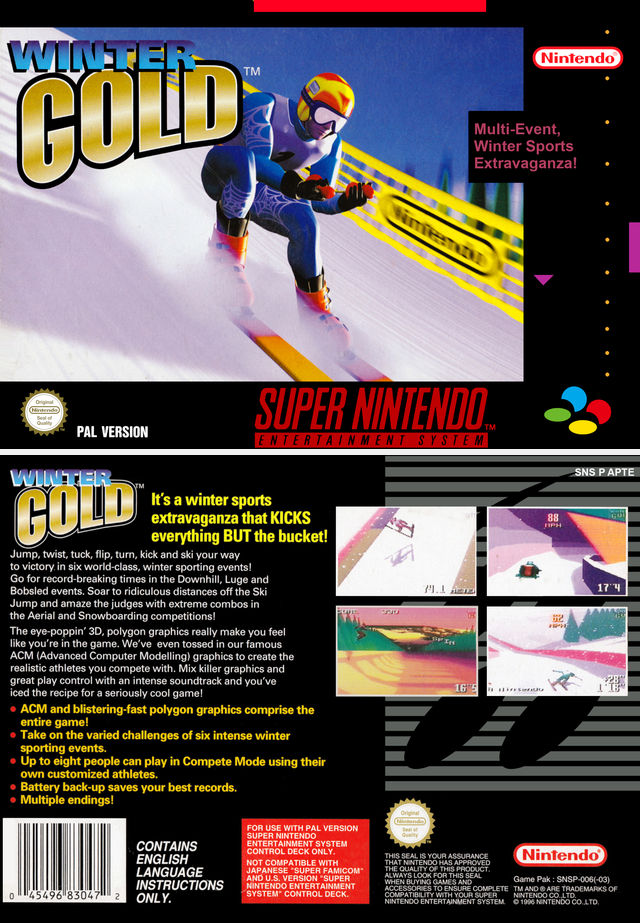 WINTER
GOLD™
Nintendo
Multi-Event,
Winter Sports
Extravaganza!
Nintendo
Original
Nintendo
Seal of
Quality
PAL VERSION
SUPER NINTENDO™
ENTERTAINMENT SYSTEM
SNS P APTE
WINTER
GOLD™
It's a winter sports
extravaganza that KICKS
everything BUT the bucket!
Jump, twist, tuck, flip, turn, kick and ski your way
to victory in six world-class, winter sporting events!
Go for record-breaking times in the Downhill, Luge and
Bobsled events. Soar to ridiculous distances off the Ski
Jump and amaze the judges with extreme combos in
the Aerial and Snowboarding competitions!
The eye-poppin' 3D, polygon graphics really make you feel
like you're in the game. We've even tossed in our famous
ACM (Advanced Computer Modelling) graphics to create the
realistic athletes you compete with. Mix killer graphics and
great play control with an intense soundtrack and you've
iced the recipe for a seriously cool game!
• ACM and blistering-fast polygon graphics comprise the
entire game!
• Take on the varied challenges of six intense winter
sporting events.
• Up to eight people can play in Compete Mode using their
own customized athletes.
• Battery back-up saves your best records.
• Multiple endings!
74.1
88
MPH
17"4
SPIN
16"5
62
MPH
Nintendo
+28"
1'18"
0 45496 83047 2
CONTAINS
ENGLISH
LANGUAGE
INSTRUCTIONS
ONLY.
FOR USE WITH PAL VERSION
SUPER NINTENDO
ENTERTAINMENT SYSTEM
CONTROL DECK ONLY.
NOT COMPATIBLE WITH
JAPANESE "SUPER FAMICOM"
AND U.S. VERSION "SUPER
NINTENDO ENTERTAINMENT
SYSTEM" CONTROL DECK.
Original
Nintendo
Seal of
Quality
THIS SEAL IS YOUR ASSURANCE
THAT NINTENDO HAS APPROVED
THE QUALITY OF THIS PRODUCT.
ALWAYS LOOK FOR THIS SEAL
WHEN BUYING GAMES AND
ACCESSORIES TO ENSURE COMPLETE
COMPATIBILITY WITH YOUR SUPER
NINTENDO ENTERTAINMENT SYSTEM.
Nintendo
Game Pak : SNSP-006(-03)
TM AND ® ARE TRADEMARKS OF
NINTENDO CO.,LTD.
© 1996 NINTENDO CO.,LTD.